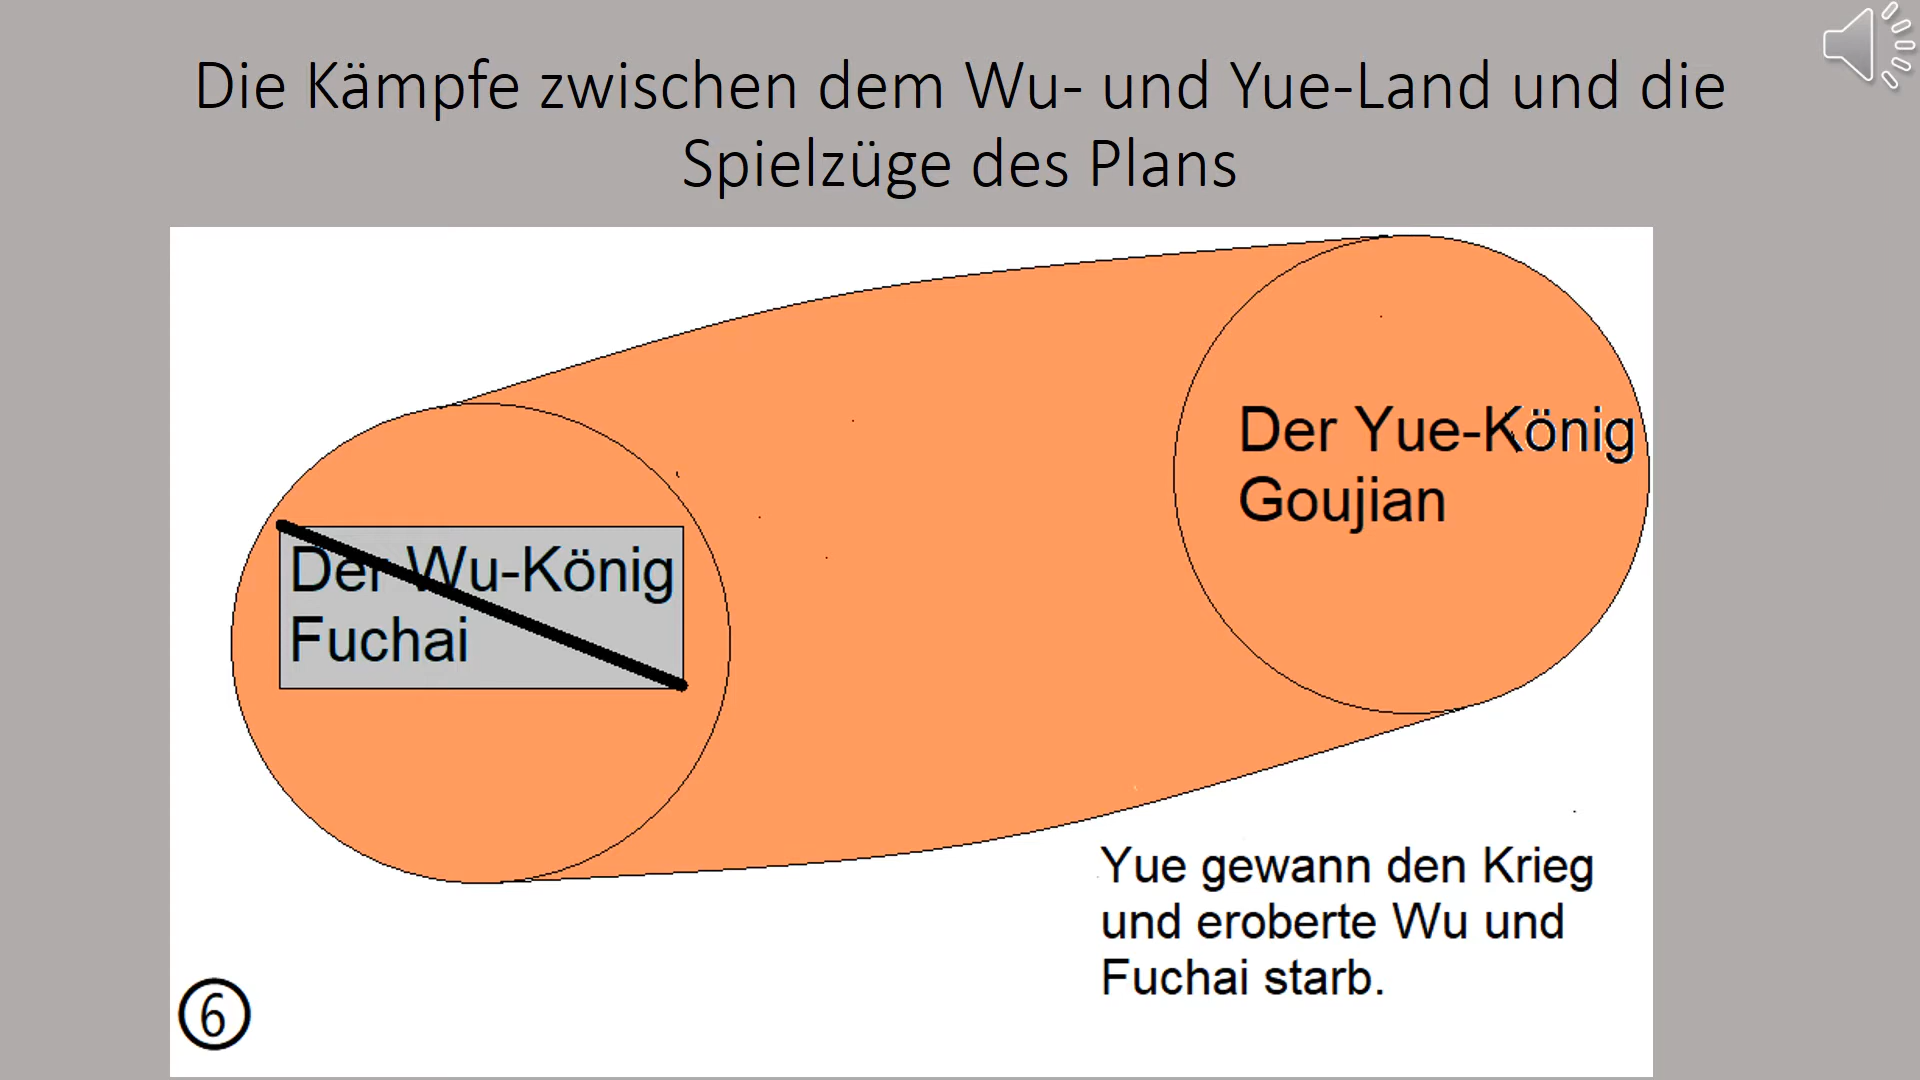 Die Kämpfe zwischen dem Wu- und Yue-Land und die
Spielzüge des Plans
Der Yue-König
Goujian
Der Wu-König
Fuchai
Yue gewann den Krieg
und eroberte Wu und
Fuchai starb.
6